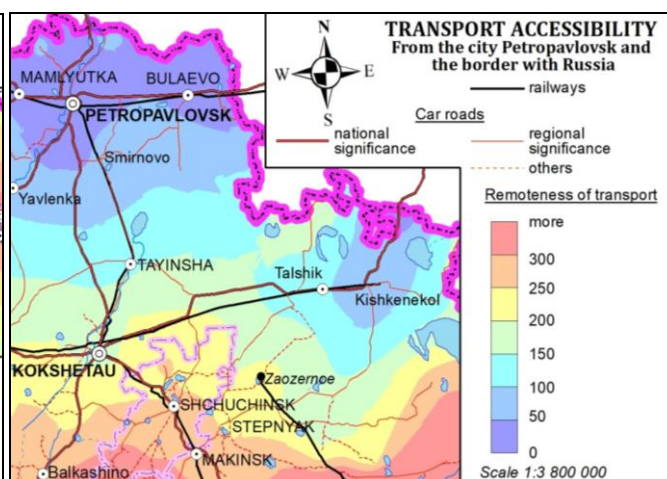 TRANSPORT ACCESSIBILITY
From the city Petropavlovsk and
the border with Russia
N
W E
S
railways
Car roads
national
significance
regional
significance
others
Remoteness of transport
more
300
250
200
150
100
50
0
Scale 1:3 800 000
MAMLYUTKA
BULAEVO
PETROPAVLOVSK
Smirnovo
Yavlenka
TAYINSHA
Talshik
Kishkenekol
KOKSHETAU
Zaozernoe
SHCHUCHINSK
STEPNYAK
MAKINSK
Balkashino